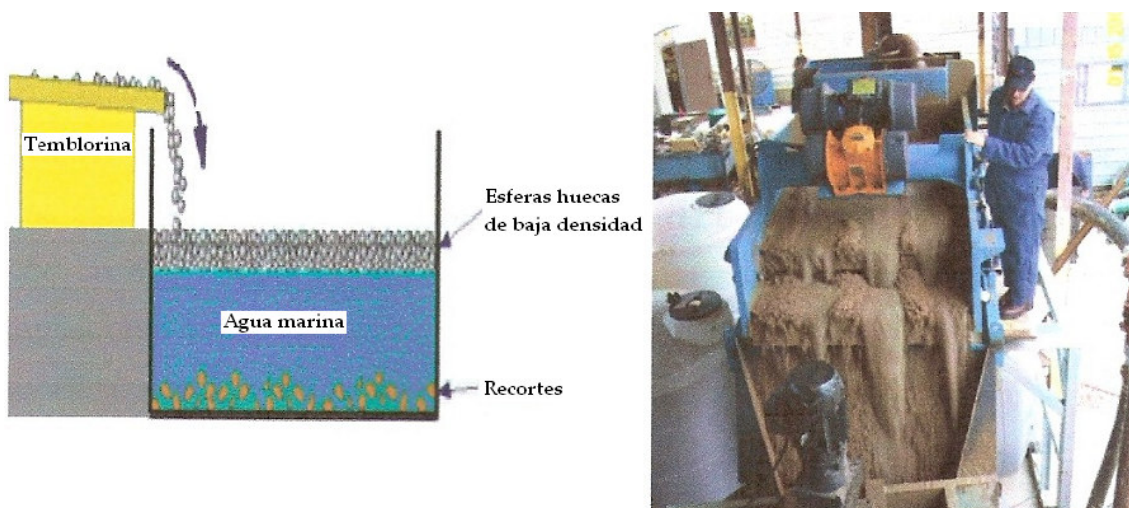 Temblorina
Esferas huecas
de baja densidad
Agua marina
Recortes